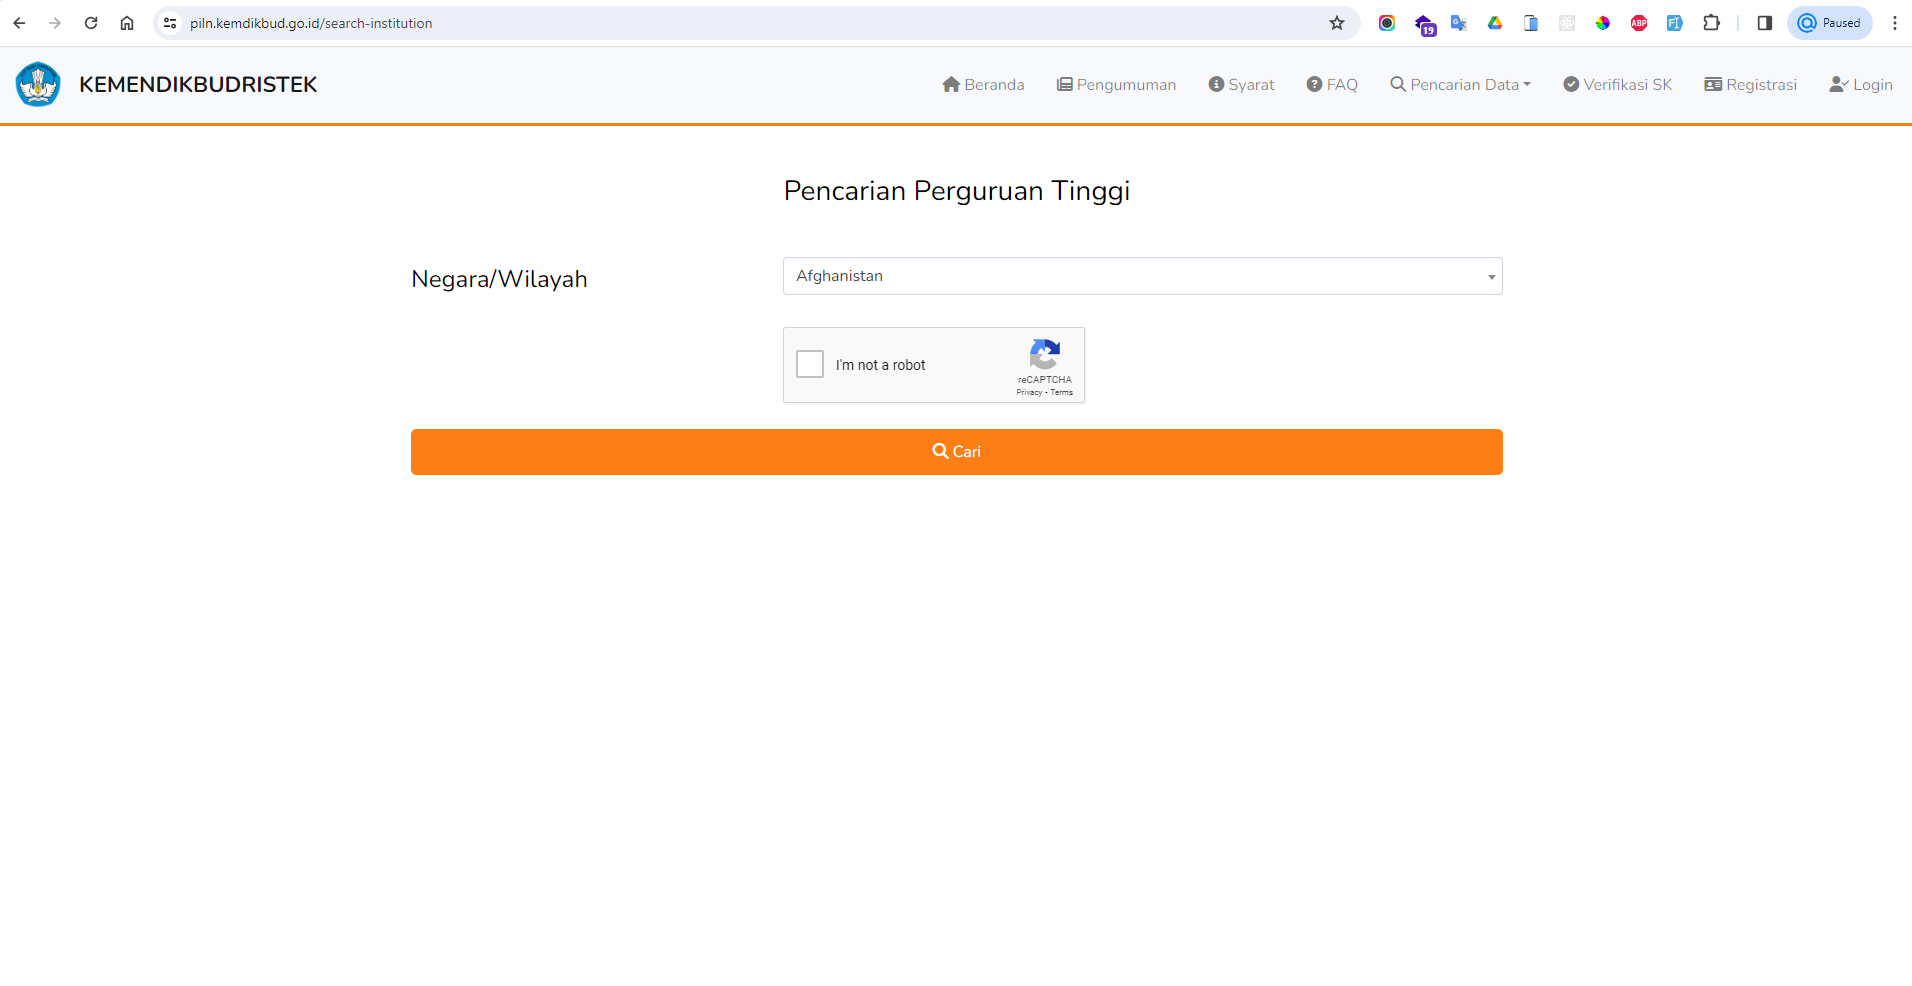 piln.kemdikbud.go.id/search-institution
19
ABP
Paused
KEMENDIKBUDRISTEK
Beranda
Pengumuman
Syarat
FAQ
Pencarian Data
Verifikasi SK
Registrasi
Login
Pencarian Perguruan Tinggi
Negara/Wilayah
Afghanistan
I'm not a robot
reCAPTCHA
Privacy - Terms
Cari